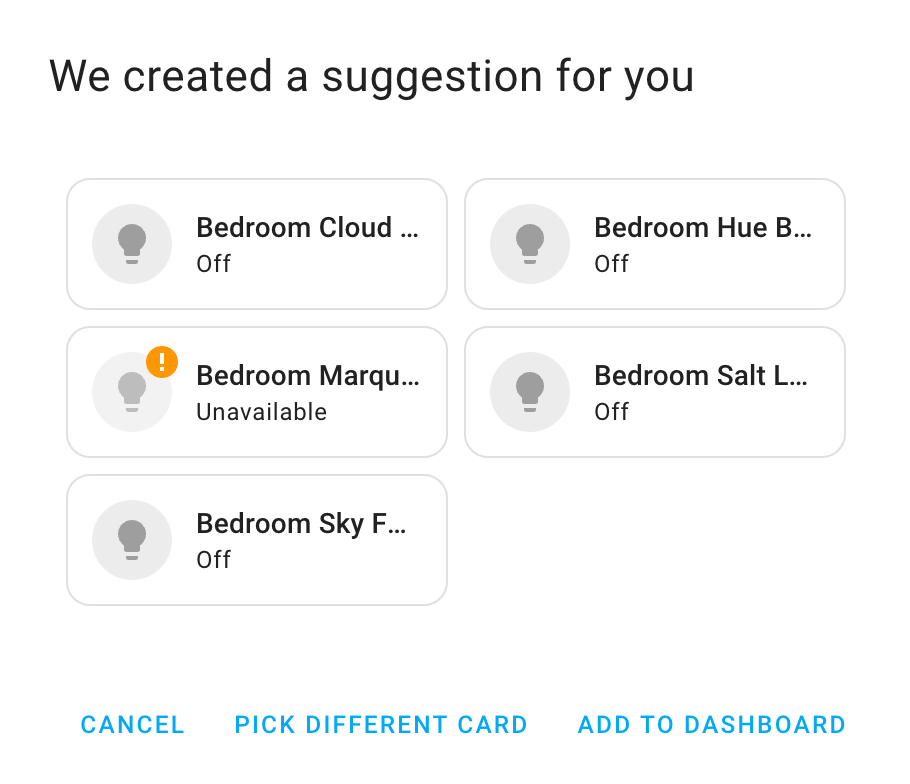 We created a suggestion for you
Bedroom Cloud ...
Off
Bedroom Hue B...
Off
Bedroom Marqu...
Unavailable
Bedroom Salt L...
Off
Bedroom Sky F...
Off
CANCEL
PICK DIFFERENT CARD
ADD TO DASHBOARD